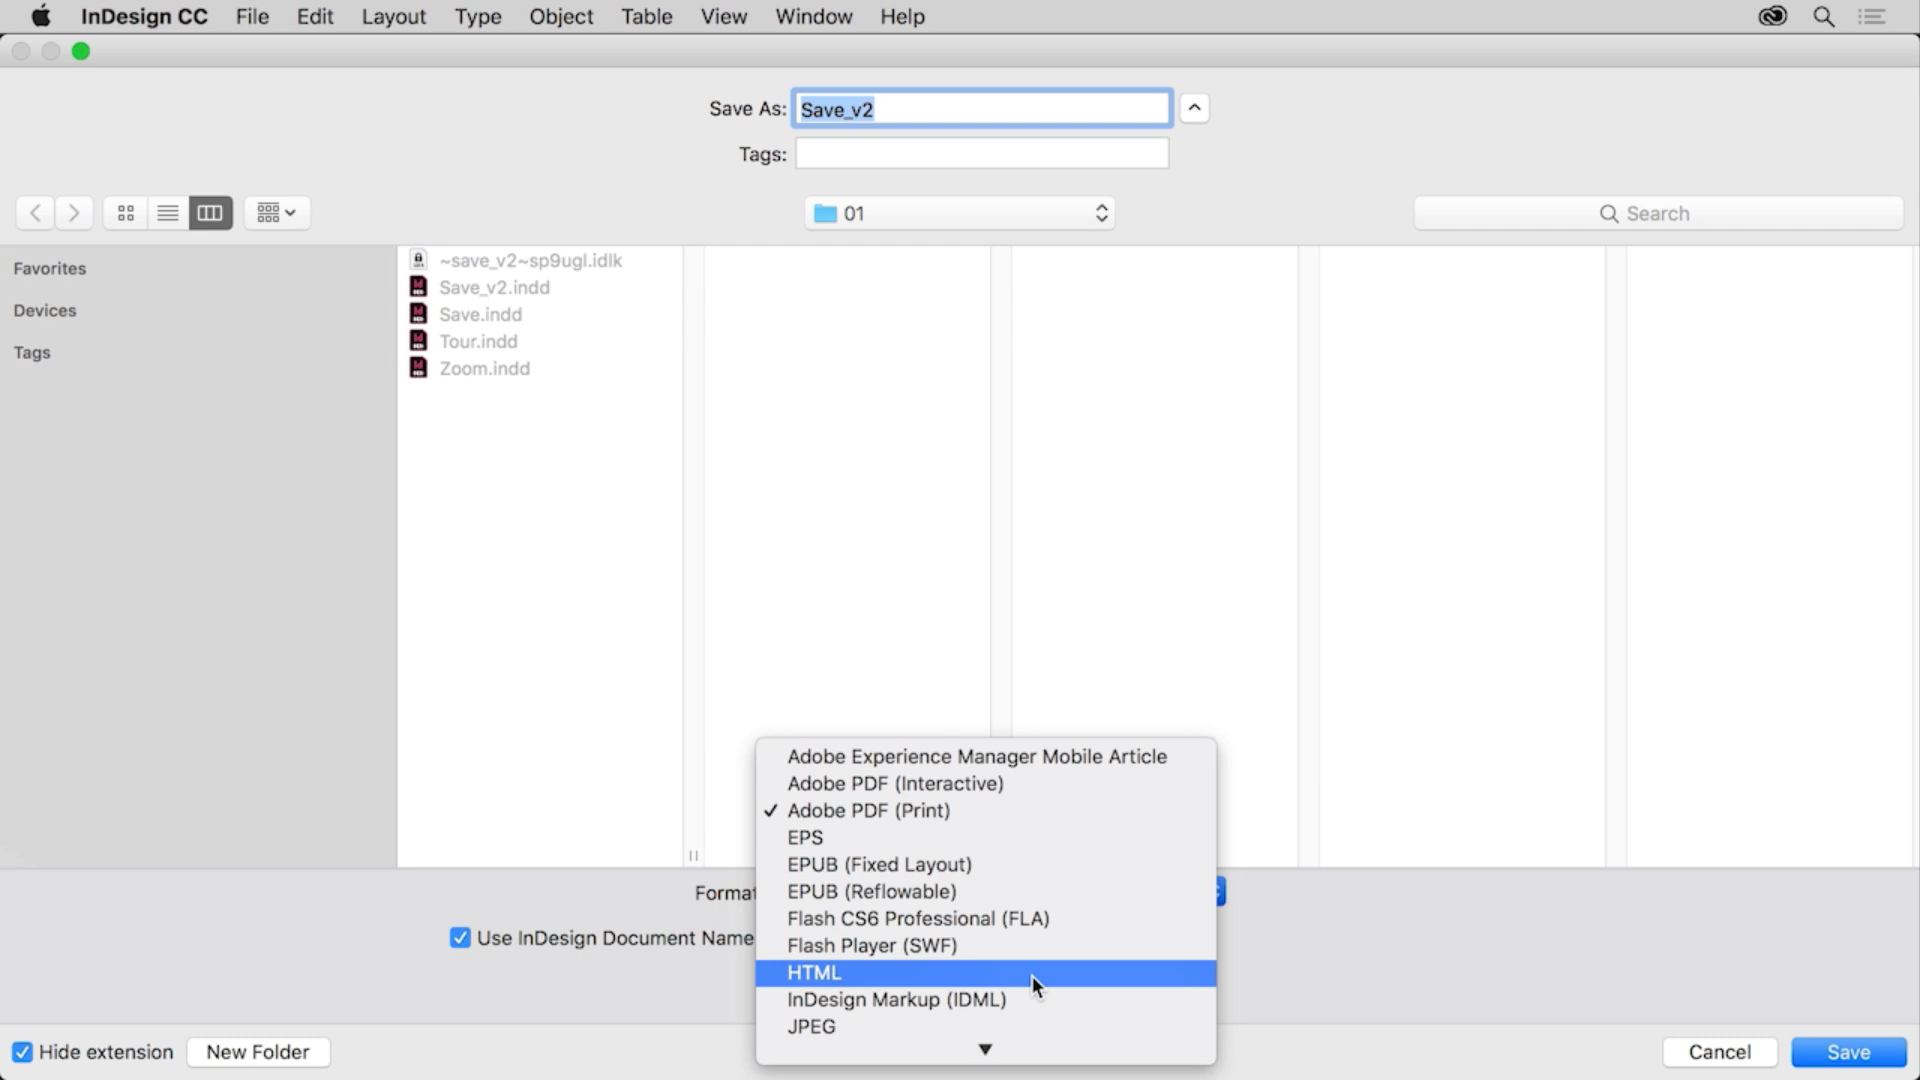 InDesign CC File Edit Layout Type Object Table View Window Help
Save As: Save_v2
Tags:
01
Search
Favorites
Devices
Tags
~save_v2~sp9ugl.idlk
Save_v2.indd
Save.indd
Tour.indd
Zoom.indd
Adobe Experience Manager Mobile Article
Adobe PDF (Interactive)
✓ Adobe PDF (Print)
EPS
EPUB (Fixed Layout)
EPUB (Reflowable)
Flash CS6 Professional (FLA)
Flash Player (SWF)
HTML
InDesign Markup (IDML)
JPEG
Format
Use InDesign Document Name
Hide extension New Folder Cancel Save